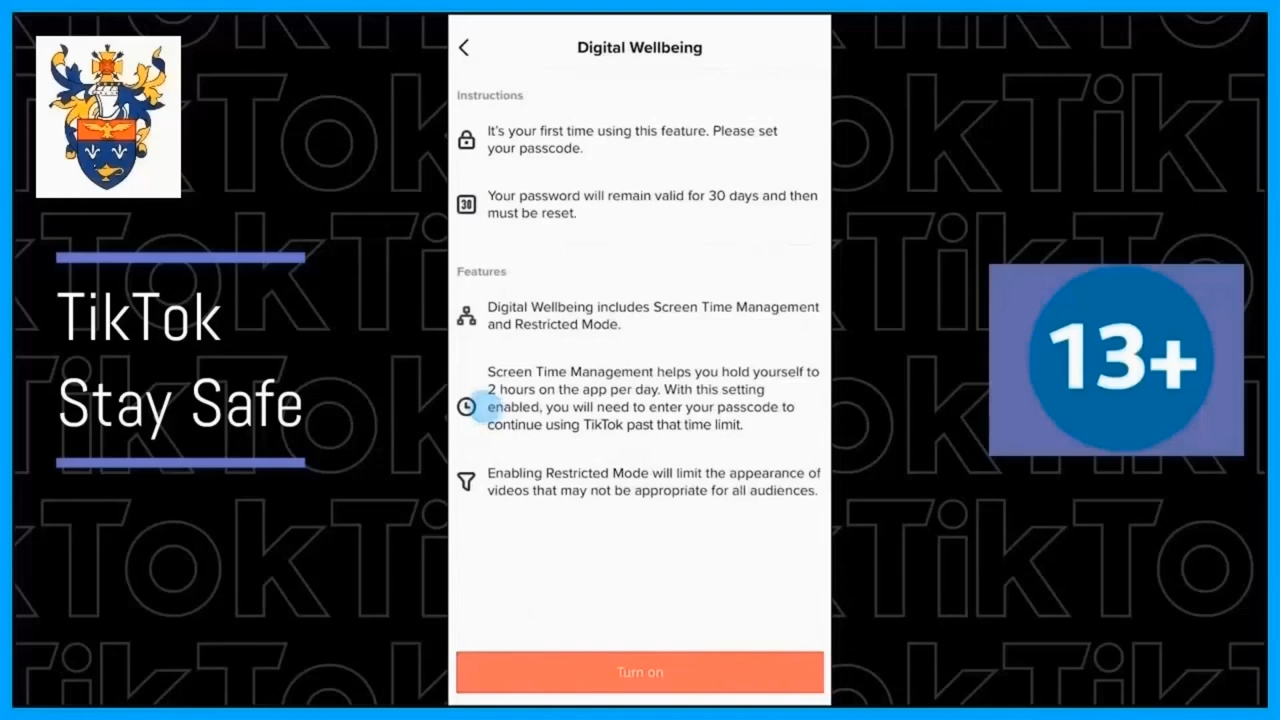 TikTok
Stay Safe
Digital Wellbeing
Instructions
It's your first time using this feature. Please set
your passcode.
30
Your password will remain valid for 30 days and then
must be reset.
Features
Digital Wellbeing includes Screen Time Management
and Restricted Mode.
Screen Time Management helps you hold yourself to
2 hours on the app per day. With this setting
enabled, you will need to enter your passcode to
continue using TikTok past that time limit.
Enabling Restricted Mode will limit the appearance of
videos that may not be appropriate for all audiences.
Turn on
13+